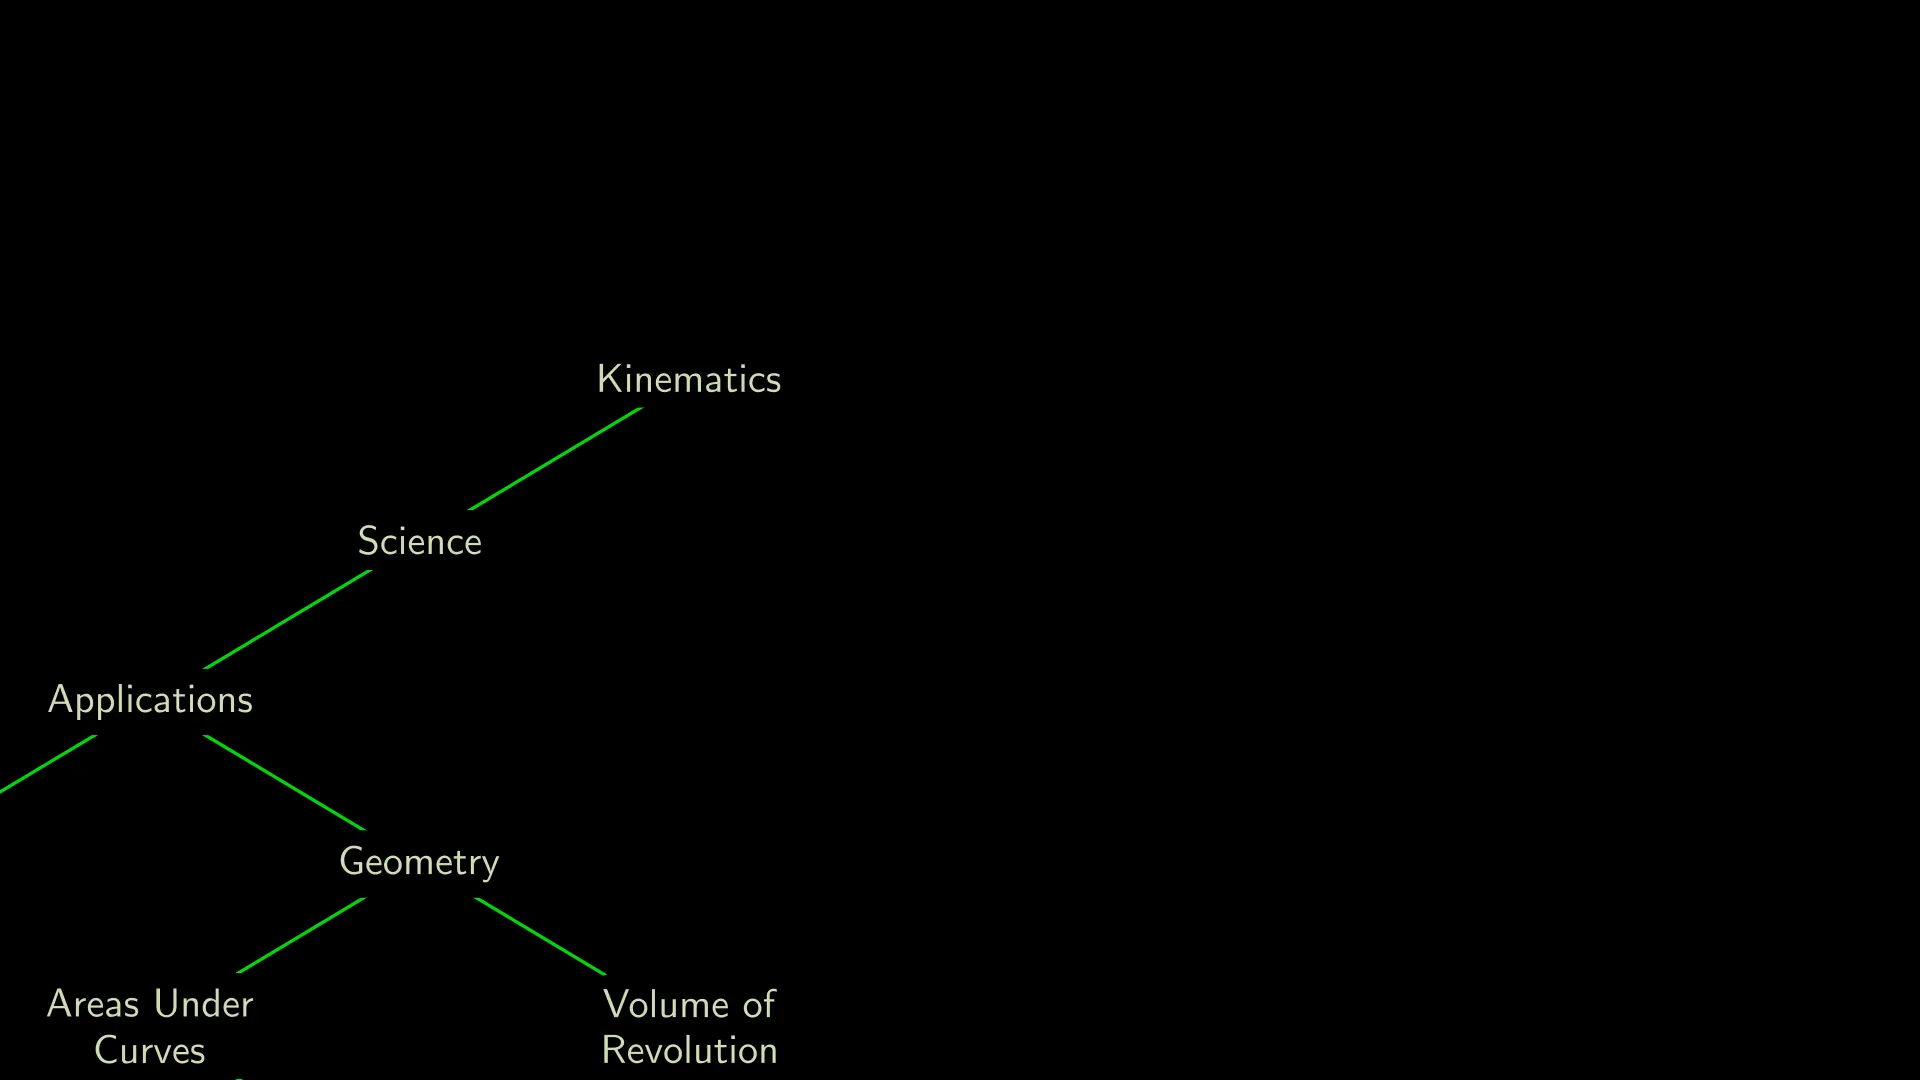 Kinematics
Science
Applications
Geometry
Areas Under
Curves
Volume of
Revolution